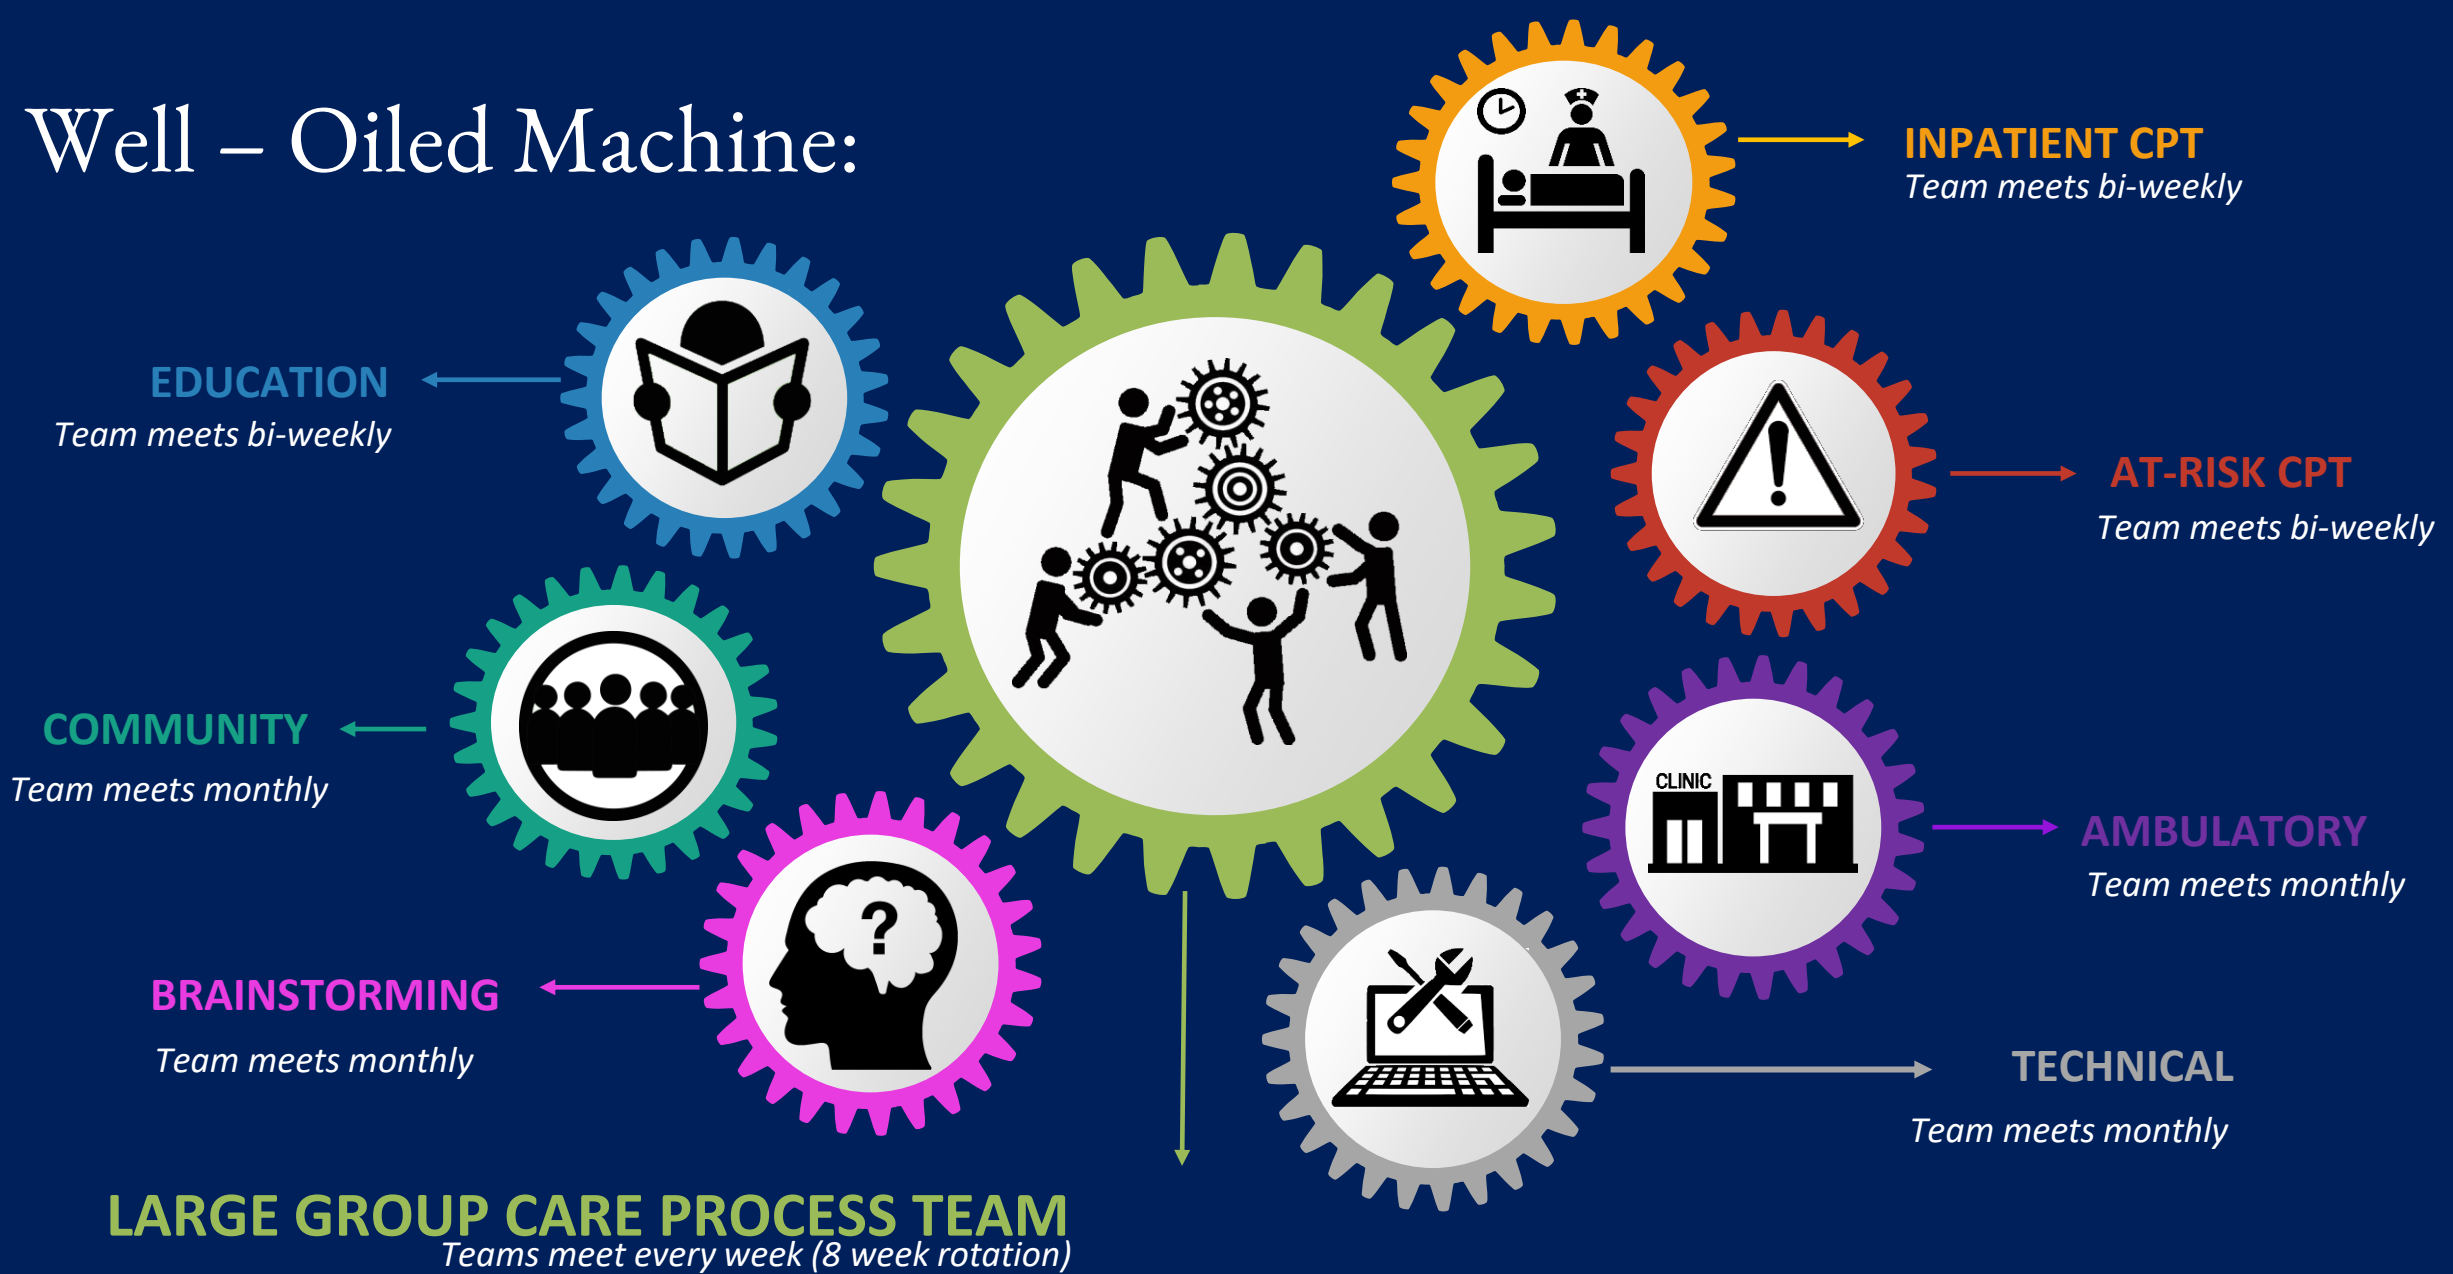 Well – Oiled Machine:
INPATIENT CPT
Team meets bi-weekly
EDUCATION
Team meets bi-weekly
AT-RISK CPT
Team meets bi-weekly
COMMUNITY
Team meets monthly
CLINIC
AMBULATORY
Team meets monthly
?
BRAINSTORMING
Team meets monthly
TECHNICAL
Team meets monthly
LARGE GROUP CARE PROCESS TEAM
Teams meet every week (8 week rotation)